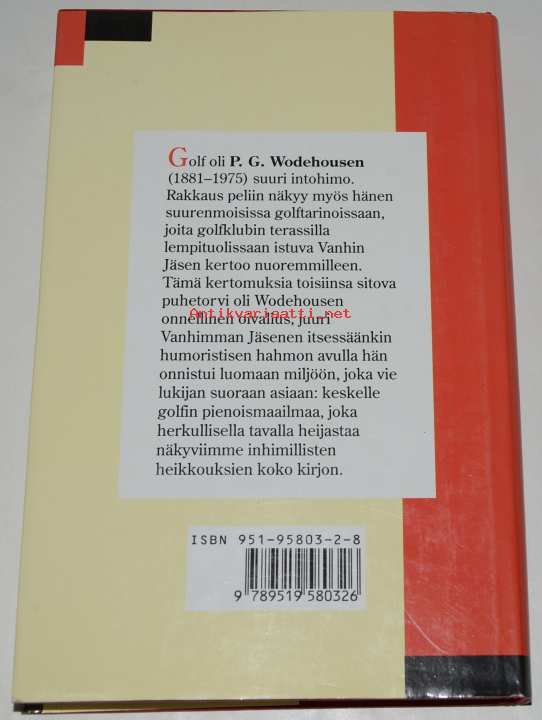 Golf oli P. G. Wodehousen
(1881–1975) suuri intohimo.
Rakkaus peliin näkyy myös hänen
suurenmoisissa golftarinoissaan,
joita golfklubin terassilla
lempituolissaan istuva Vanhin
Jäsen kertoo nuoremmilleen.
Tämä kertomuksia toisiinsa sitova
puhetorvi oli Wodehousen
Antikvariaatti.net
onnellinen oivallus, juuri
Vanhimman Jäsenen itsessäänkin
humoristisen hahmon avulla hän
onnistui luomaan miljöön, joka vie
lukijan suoraan asiaan: keskelle
golfin pienoismaailmaa, joka
herkullisella tavalla heijastaa
näkyviimme inhimillisten
heikkouksien koko kirjon.
ISBN 951-95803-2-8
9 789519 580326